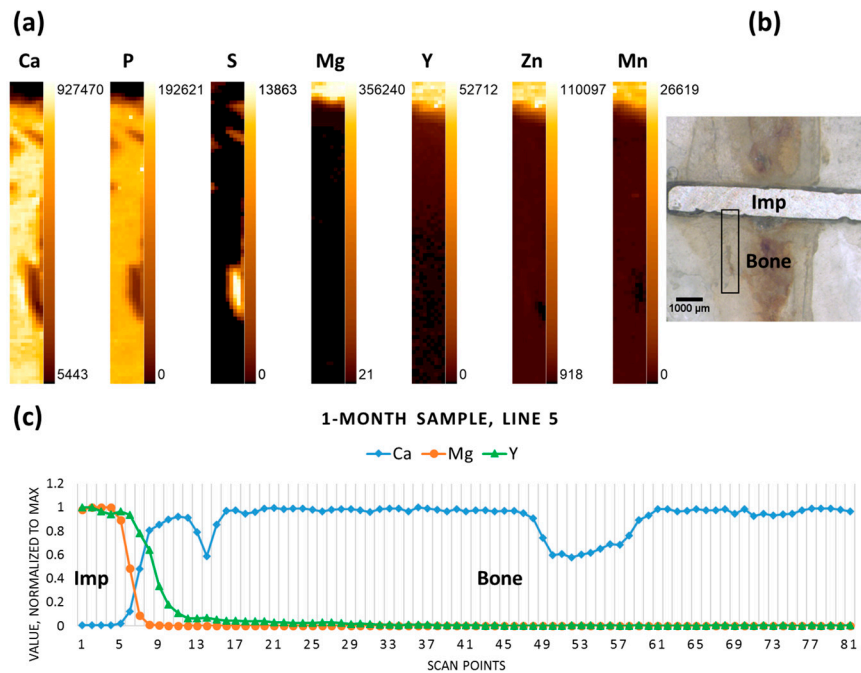 (a)
(b)
Ca P S Mg Y Zn Mn
927470 192621 13863 356240 52712 110097 26619
5443 0 0 21 0 918 0
Imp
Bone
1000 µm
(c)
1-MONTH SAMPLE, LINE 5
Ca Mg Y
VALUE, NORMALIZED TO MAX
1.2
1
0.8
0.6
0.4
0.2
0
Imp
Bone
1 5 9 13 17 21 25 29 33 37 41 45 49 53 57 61 65 69 73 77 81
SCAN POINTS